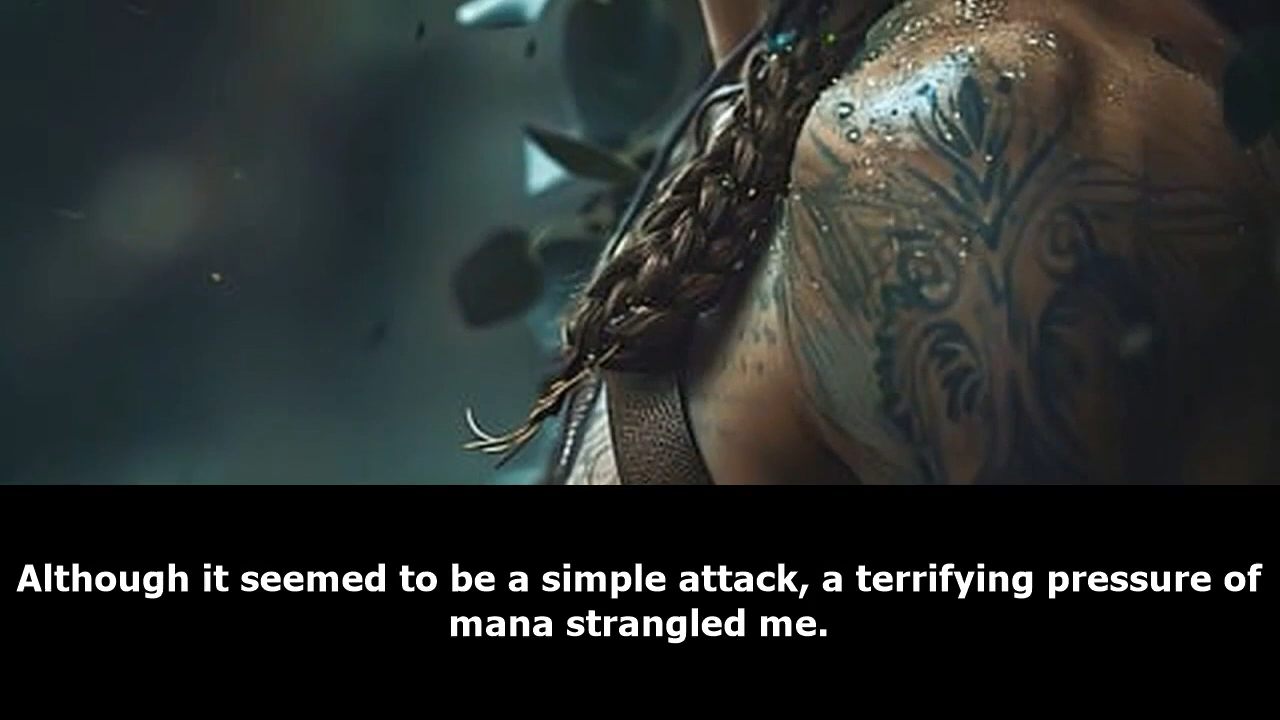 Although it seemed to be a simple attack, a terrifying pressure of
mana strangled me.